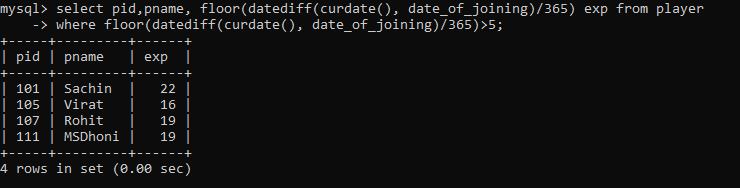 mysql> select pid,pname, floor(datediff(curdate(), date_of_joining)/365) exp from player
    -> where floor(datediff(curdate(), date_of_joining)/365)>5;
+-----+---------+------+
| pid | pname   | exp  |
+-----+---------+------+
| 101 | Sachin  |   22 |
| 105 | Virat   |   16 |
| 107 | Rohit   |   19 |
| 111 | MSDhoni |   19 |
+-----+---------+------+
4 rows in set (0.00 sec)